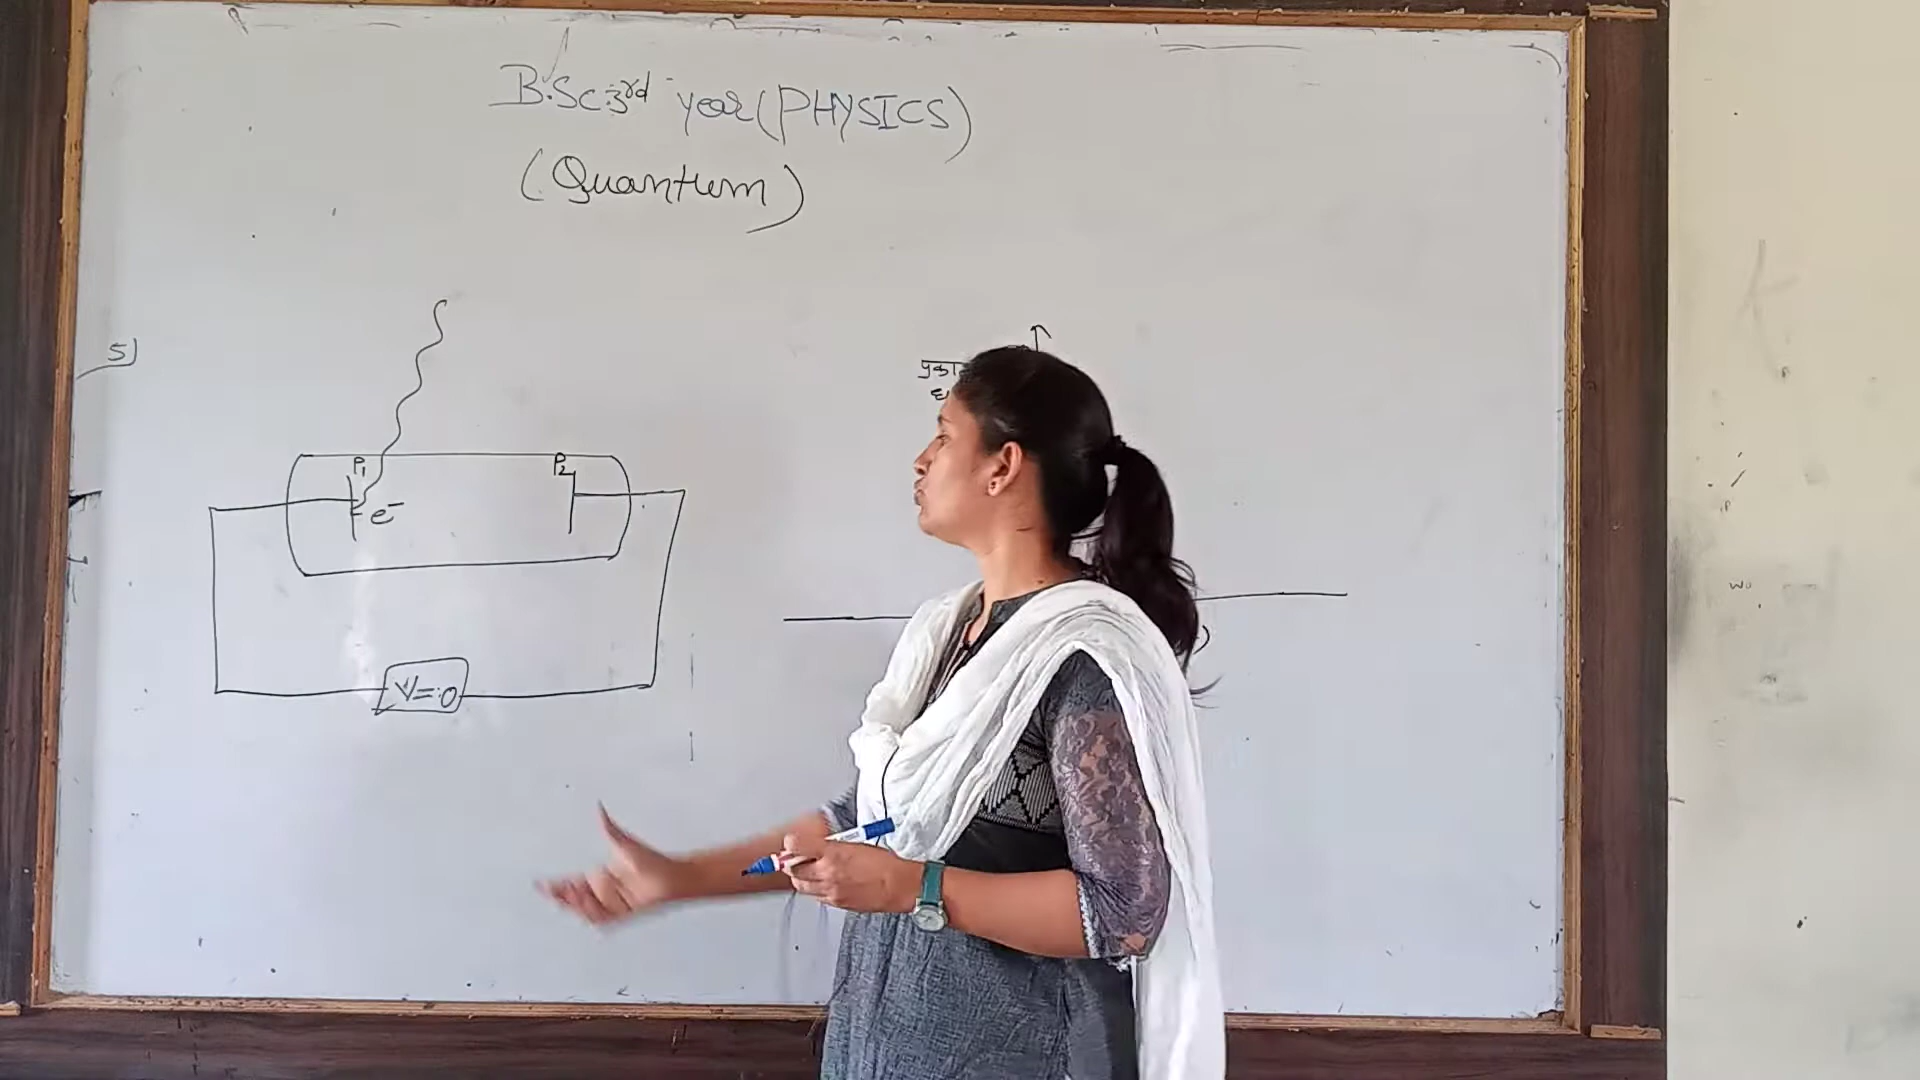 B.Sc. 3rd year (PHYSICS)
(Quantum)
5)
P1
P2
e-
V=0